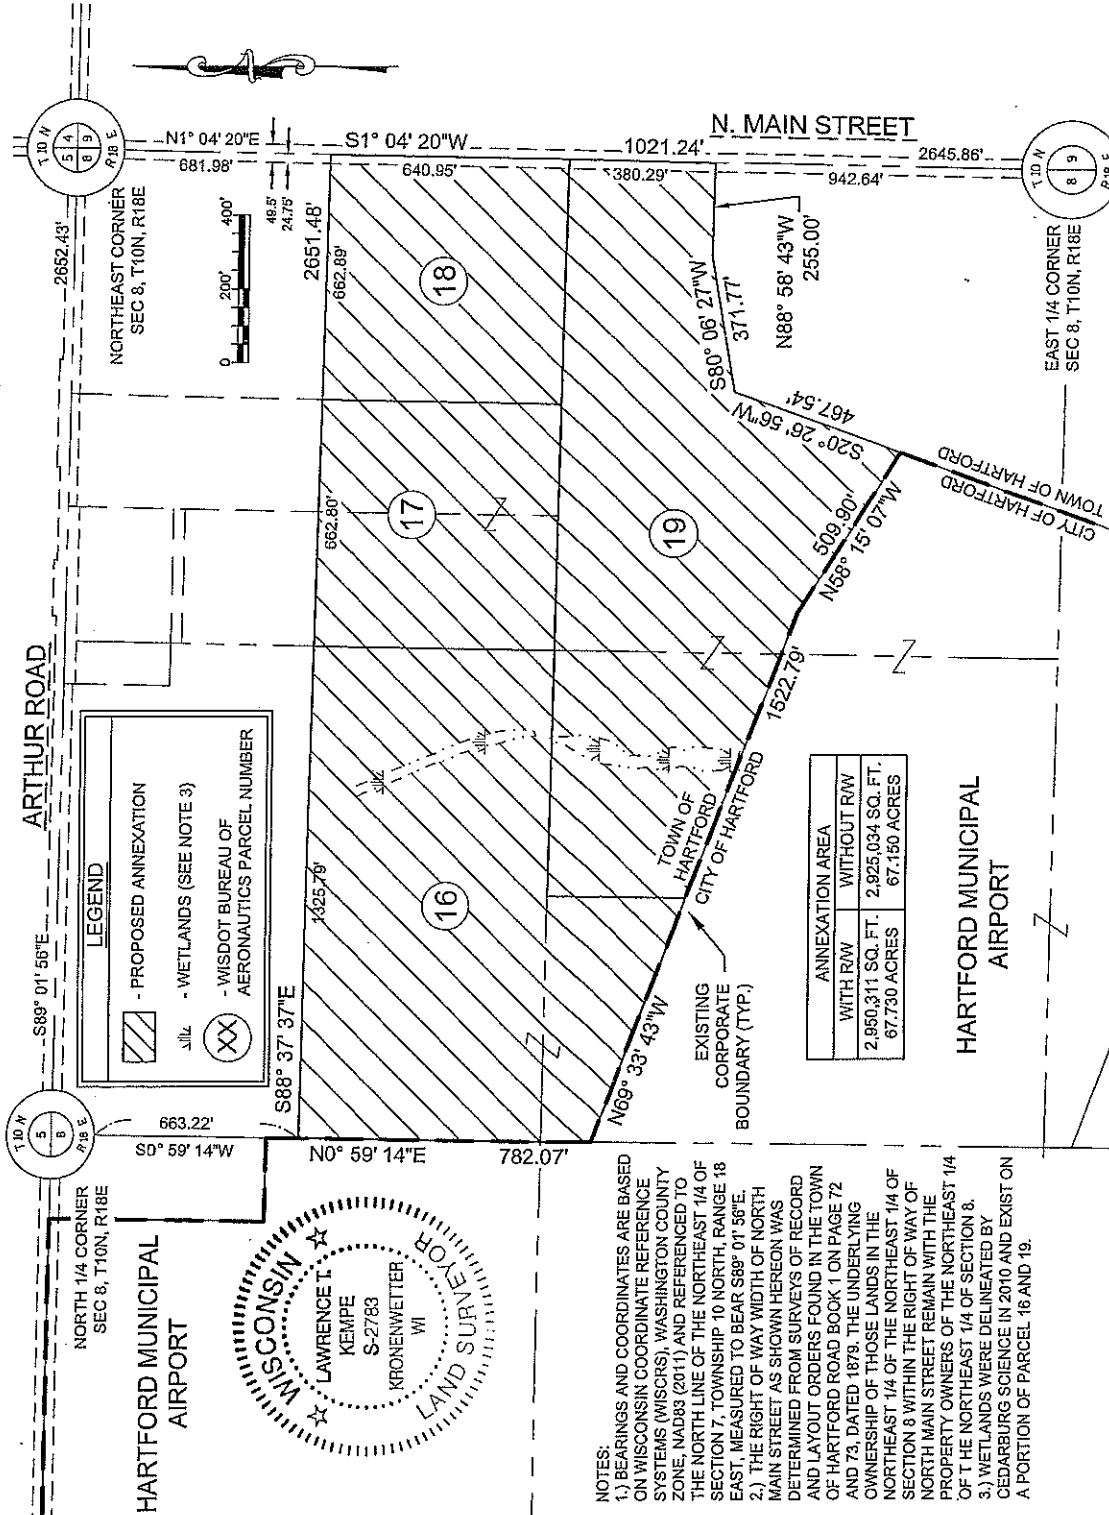 ARTHUR ROAD
S89° 01' 56"E
2652.43'
T10 N
R18 E
5 4
8 9
NORTHEAST CORNER
SEC 8, T10N, R18E
N1° 04' 20"E
681.98'
49.5'
24.75'
0 200' 400'
N. MAIN STREET
S1° 04' 20"W
1021.24'
640.95'
380.29'
2645.86'
942.64'
T10 N
R18 E
8 9
EAST 1/4 CORNER
SEC 8, T10N, R18E
2651.48'
662.89'
662.80'
1325.79'
S88° 37' 37"E
18
17
19
16
N88° 58' 43"W
255.00'
S80° 06' 27"W
371.77'
S20° 26' 56"W
467.54'
N58° 15' 07"W
509.90'
1522.79'
N69° 33' 43"W
TOWN OF HARTFORD
CITY OF HARTFORD
TOWN OF
HARTFORD
CITY OF HARTFORD
EXISTING
CORPORATE
BOUNDARY (TYP.)
LEGEND
- PROPOSED ANNEXATION
- WETLANDS (SEE NOTE 3)
XX
- WISDOT BUREAU OF
AERONAUTICS PARCEL NUMBER
ANNEXATION AREA
WITH R/W WITHOUT R/W
2,950,311 SQ. FT. 2,925,034 SQ. FT.
67.730 ACRES 67.150 ACRES
HARTFORD MUNICIPAL
AIRPORT
T10 N
R18 E
5
8
NORTH 1/4 CORNER
SEC 8, T10N, R18E
663.22'
S0° 59' 14"W
N0° 59' 14"E
782.07'
HARTFORD MUNICIPAL
AIRPORT
WISCONSIN
LAWRENCE T.
KEMPE
S-2783
KRONENWETTER
WI
LAND SURVEYOR
NOTES:
1.) BEARINGS AND COORDINATES ARE BASED
ON WISCONSIN COORDINATE REFERENCE
SYSTEMS (WISCRS), WASHINGTON COUNTY
ZONE, NAD83 (2011) AND REFERENCED TO
THE NORTH LINE OF THE NORTHEAST 1/4 OF
SECTION 7, TOWNSHIP 10 NORTH, RANGE 18
EAST, MEASURED TO BEAR S89° 01' 56"E.
2.) THE RIGHT OF WAY WIDTH OF NORTH
MAIN STREET AS SHOWN HEREON WAS
DETERMINED FROM SURVEYS OF RECORD
AND LAYOUT ORDERS FOUND IN THE TOWN
OF HARTFORD ROAD BOOK 1 ON PAGE 72
AND 73, DATED 1879. THE UNDERLYING
OWNERSHIP OF THOSE LANDS IN THE
NORTHEAST 1/4 OF THE NORTHEAST 1/4 OF
SECTION 8 WITHIN THE RIGHT OF WAY OF
NORTH MAIN STREET REMAIN WITH THE
PROPERTY OWNERS OF THE NORTHEAST 1/4
OF T HE NORTHEAST 1/4 OF SECTION 8.
3.) WETLANDS WERE DELINEATED BY
CEDARBURG SCIENCE IN 2010 AND EXIST ON
A PORTION OF PARCEL 16 AND 19.